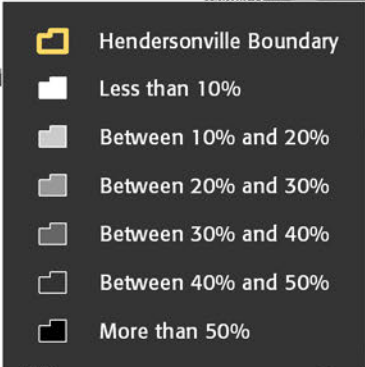 Hendersonville Boundary
Less than 10%
Between 10% and 20%
Between 20% and 30%
Between 30% and 40%
Between 40% and 50%
More than 50%